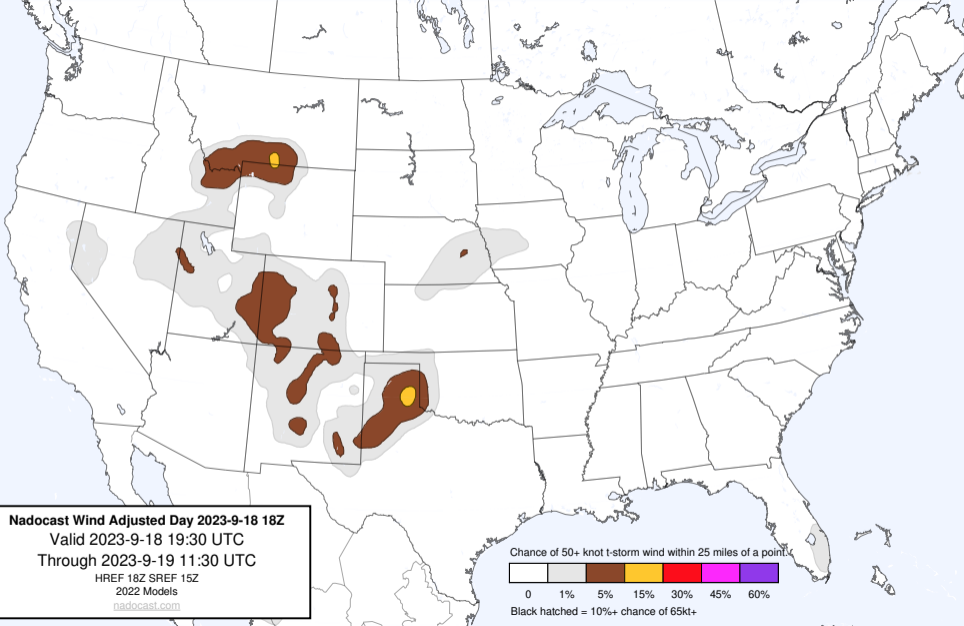 Nadocast Wind Adjusted Day 2023-9-18 18Z
Valid 2023-9-18 19:30 UTC
Through 2023-9-19 11:30 UTC
HREF 18Z SREF 15Z
2022 Models
nadocast.com
Chance of 50+ knot t-storm wind within 25 miles of a point.
0 1% 5% 15% 30% 45% 60%
Black hatched = 10%+ chance of 65kt+